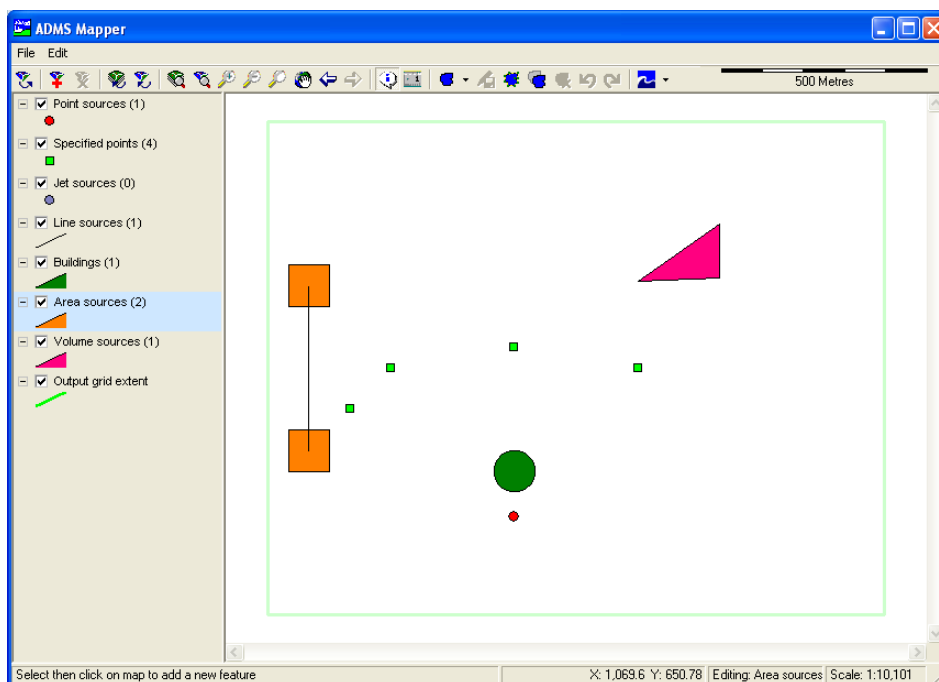 ADMS Mapper
File Edit
500 Metres
Point sources (1)
Specified points (4)
Jet sources (0)
Line sources (1)
Buildings (1)
Area sources (2)
Volume sources (1)
Output grid extent
Select then click on map to add a new feature
X: 1,069.6 Y: 650.78
Editing: Area sources
Scale: 1:10,101